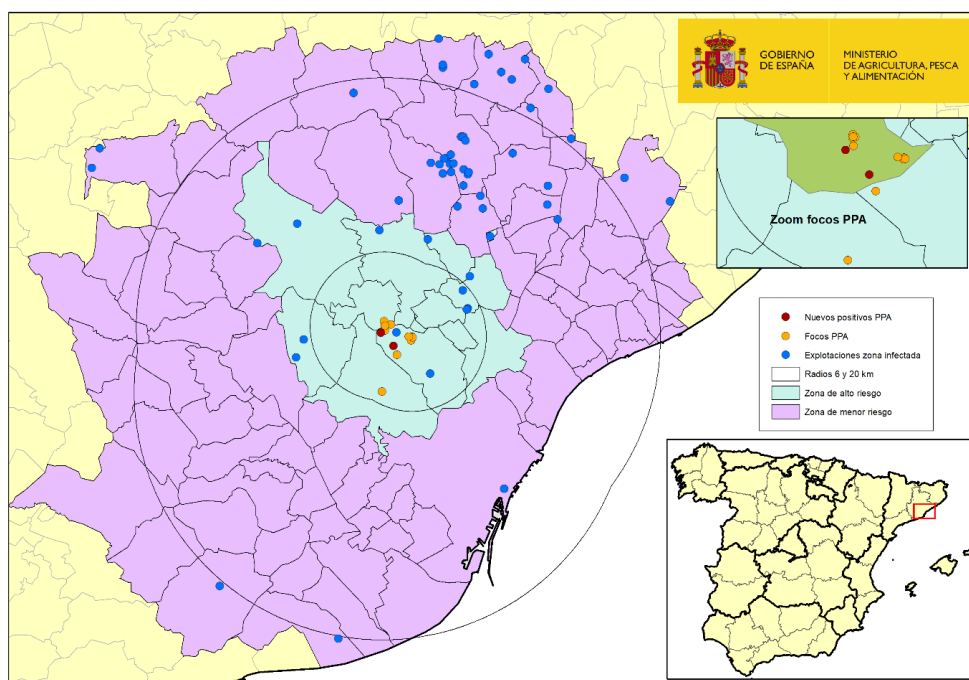 GOBIERNO
DE ESPAÑA
MINISTERIO
DE AGRICULTURA, PESCA
Y ALIMENTACIÓN
Zoom focos PPA
Nuevos positivos PPA
Focos PPA
Explotaciones zona infectada
Radios 6 y 20 km
Zona de alto riesgo
Zona de menor riesgo